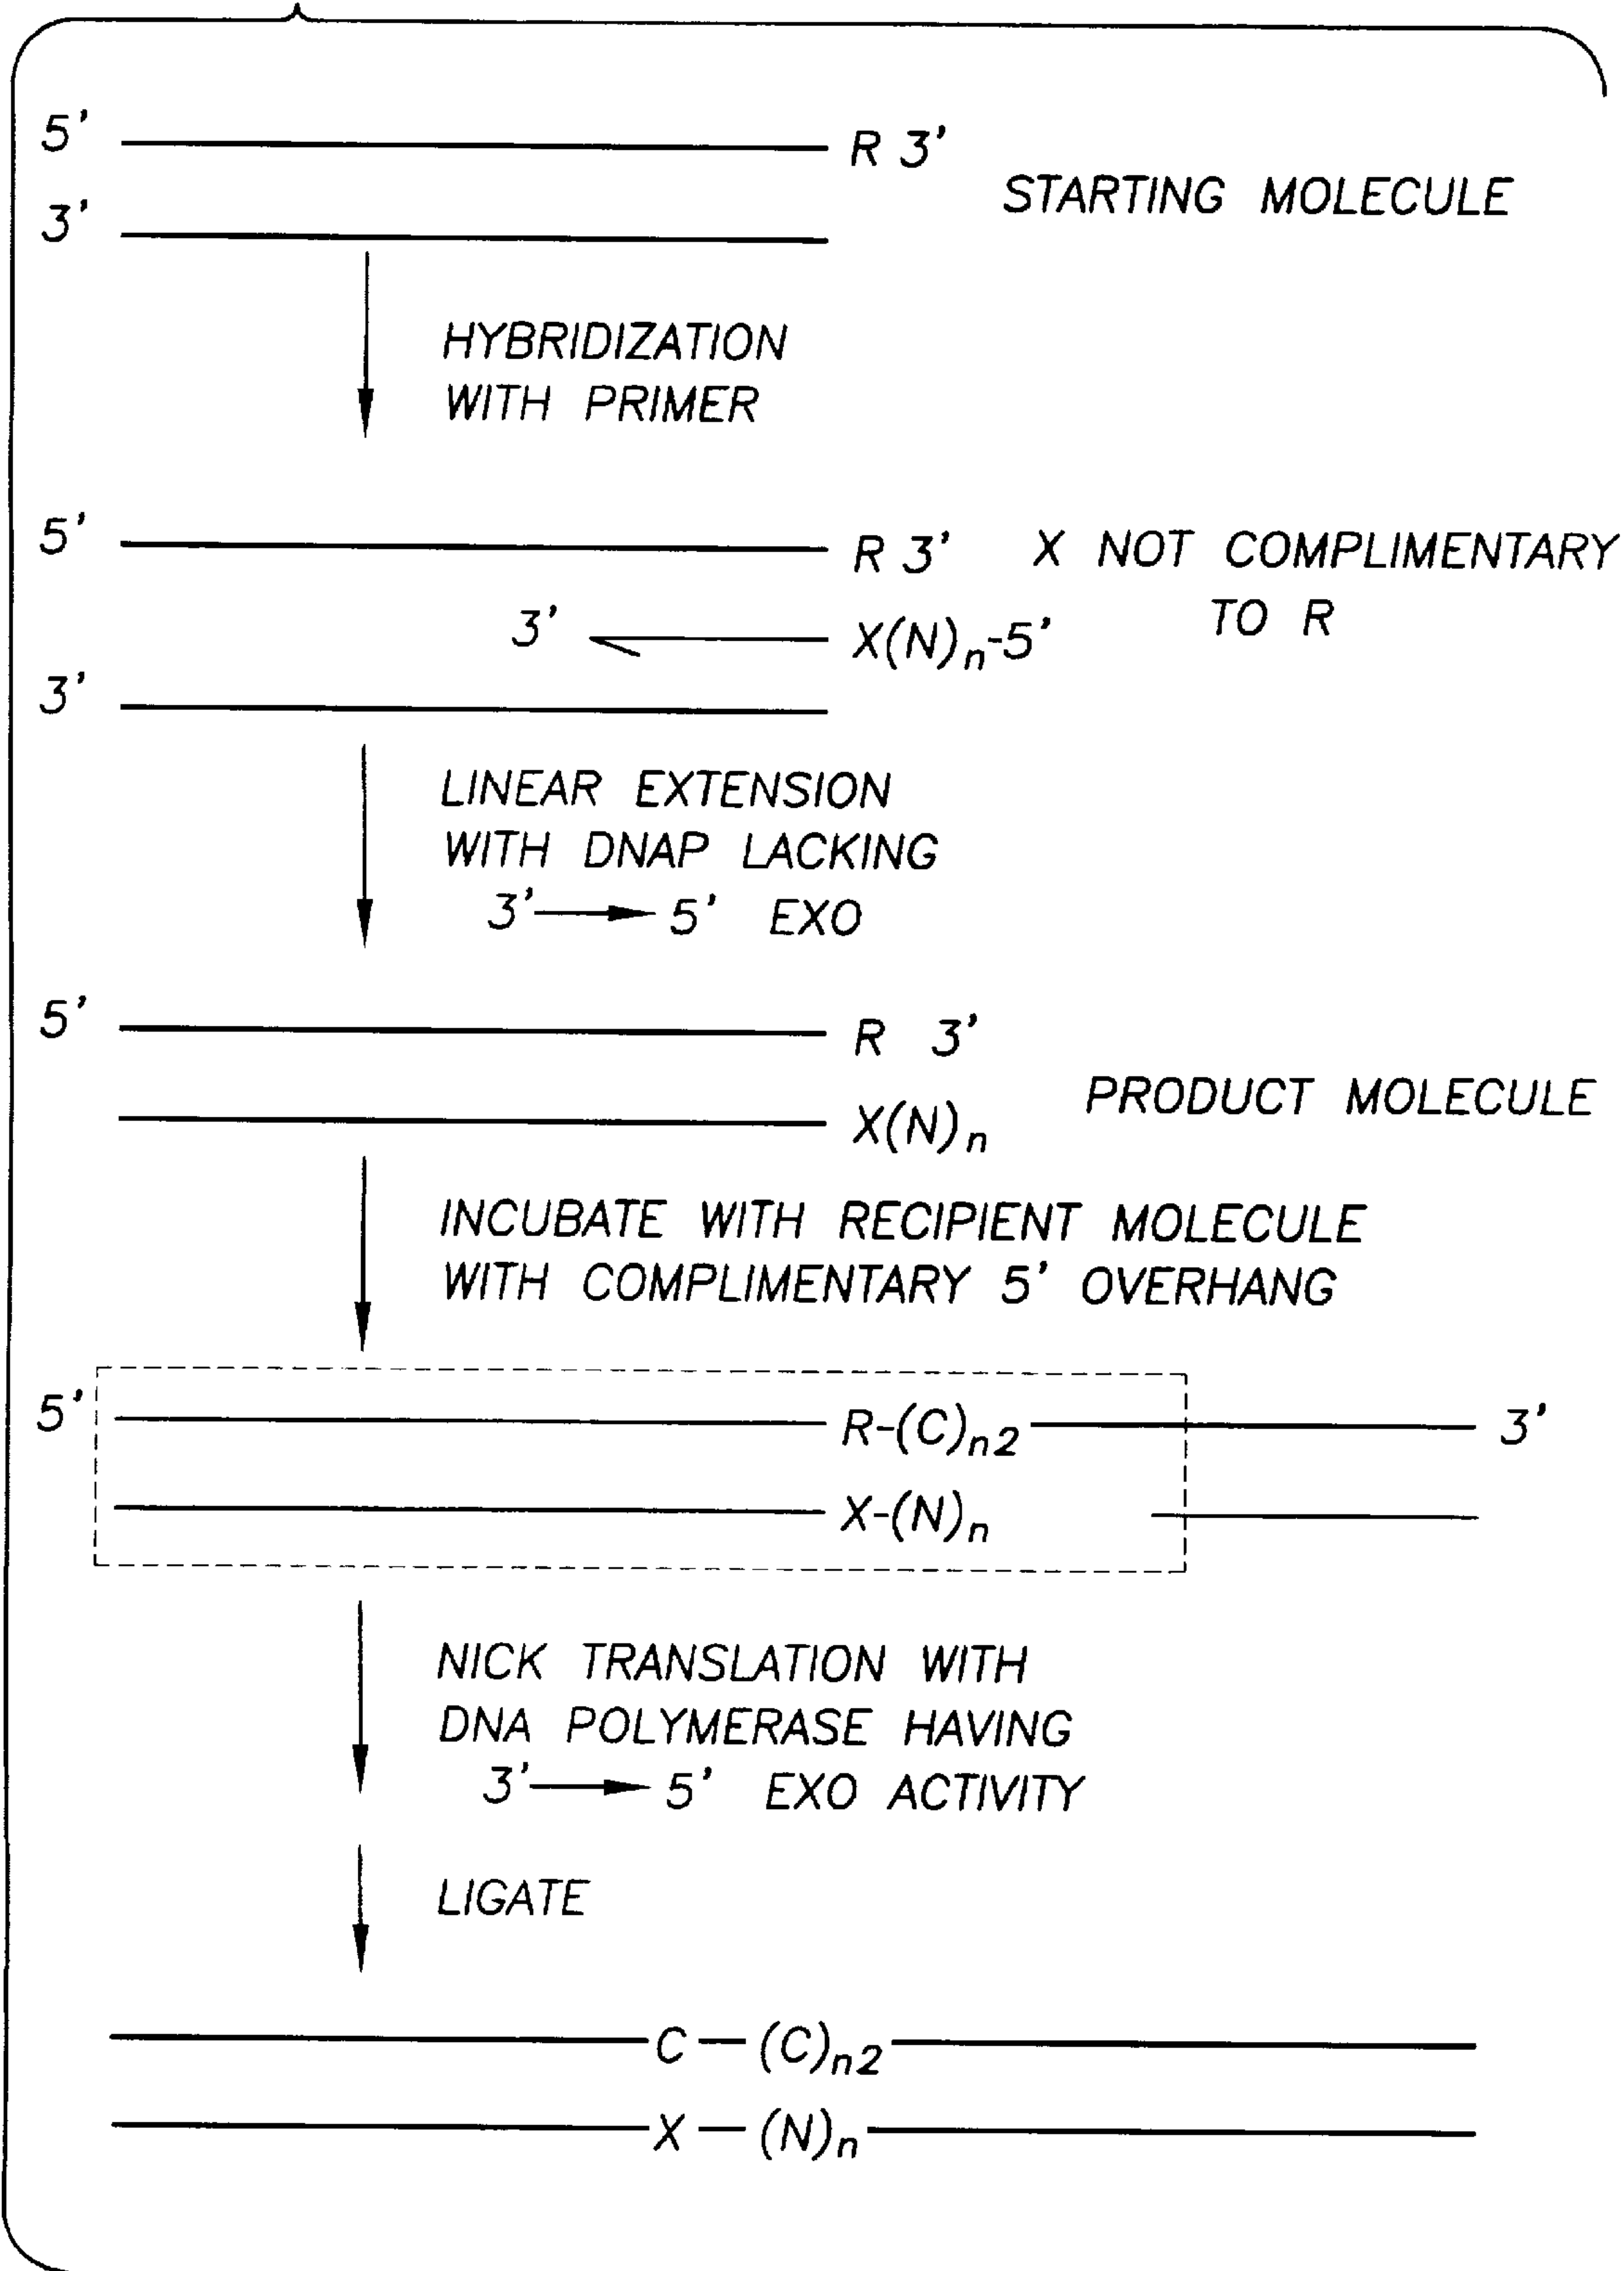 5' R 3'
STARTING MOLECULE
3'
HYBRIDIZATION
WITH PRIMER
5' R 3' X NOT COMPLIMENTARY
TO R
3' X(N)n-5'
3'
LINEAR EXTENSION
WITH DNAP LACKING
3' → 5' EXO
5' R 3'
PRODUCT MOLECULE
X(N)n
INCUBATE WITH RECIPIENT MOLECULE
WITH COMPLIMENTARY 5' OVERHANG
5' R-(C)n2 3'
X-(N)n
NICK TRANSLATION WITH
DNA POLYMERASE HAVING
3' → 5' EXO ACTIVITY
LIGATE
C — (C)n2
X — (N)n